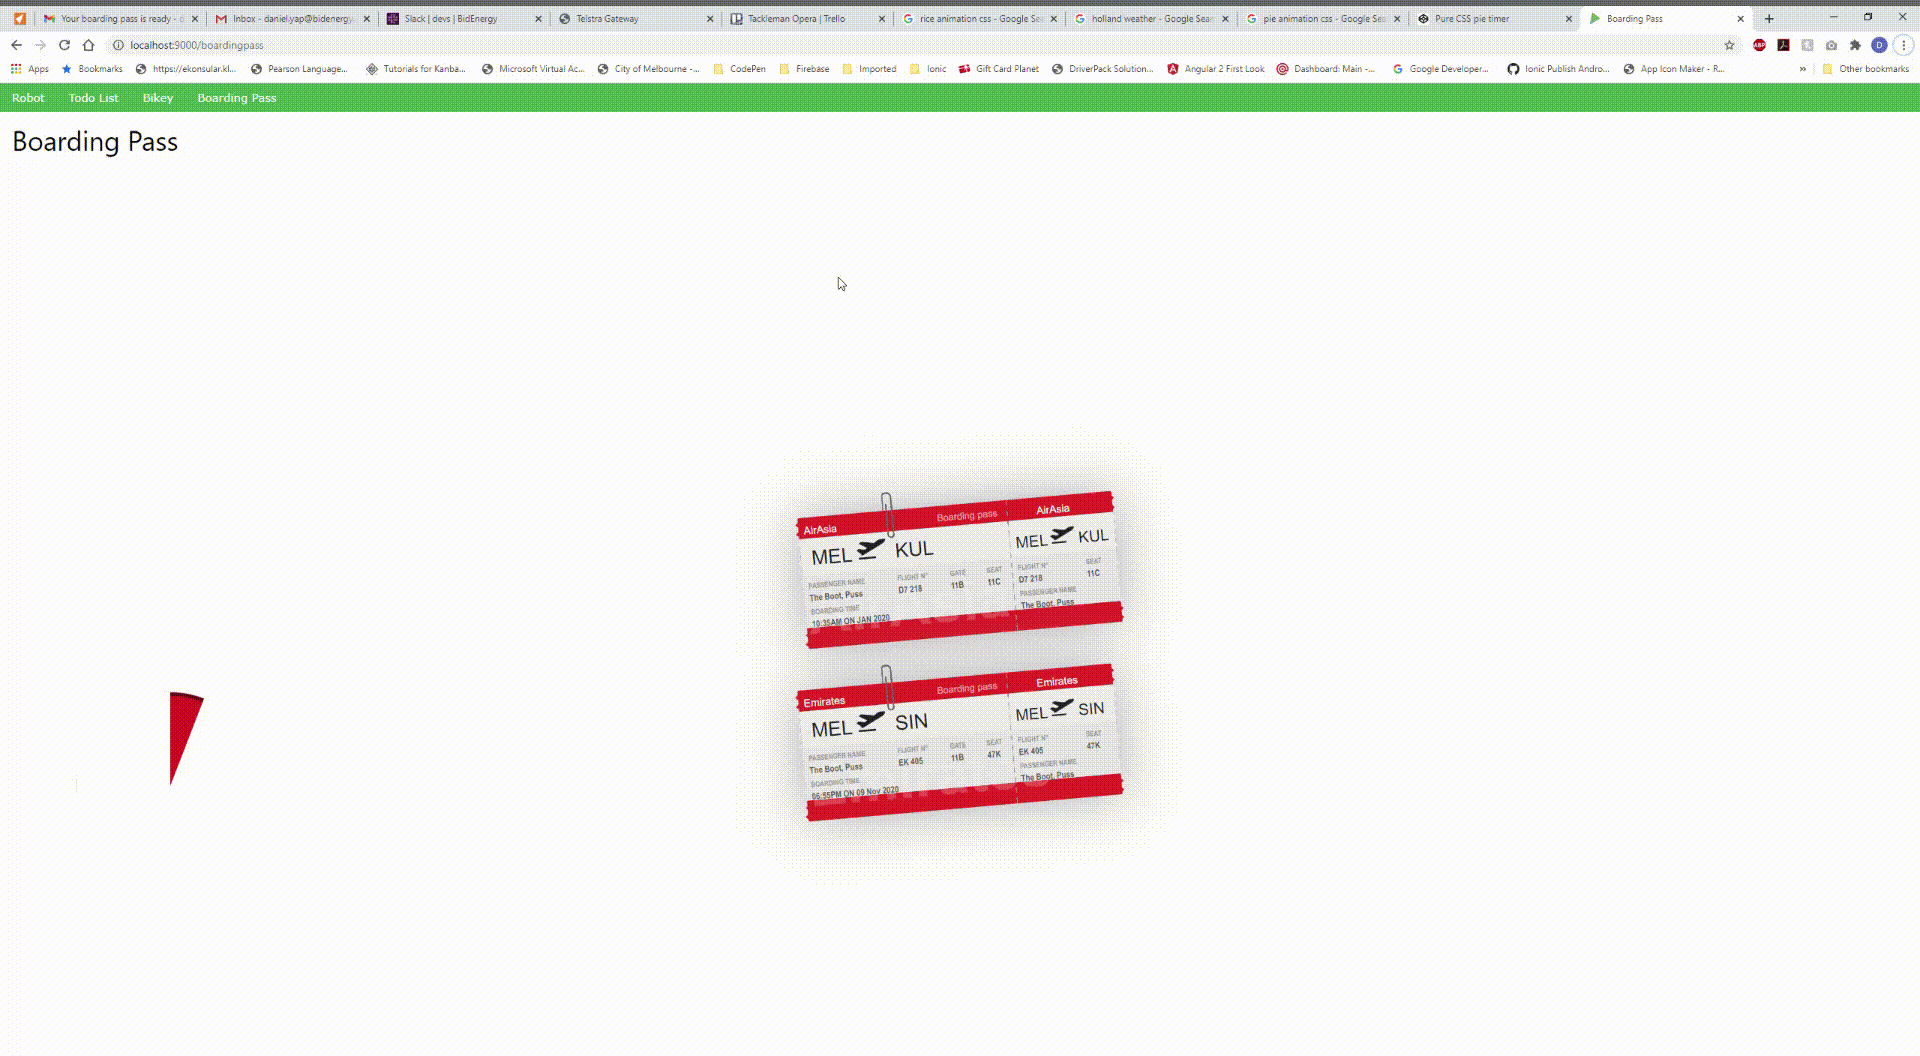 Your boarding pass is ready - d
Inbox - daniel.yap@bidenergy
Slack | devs | BidEnergy
Telstra Gateway
Tackleman Opera | Trello
rice animation css - Google Sea
holland weather - Google Sear
pie animation css - Google Sea
Pure CSS pie timer
Boarding Pass
localhost:9000/boardingpass
Apps
Bookmarks
https://ekonsular.kl...
Pearson Language...
Tutorials for Kanba...
Microsoft Virtual Ac...
City of Melbourne -...
CodePen
Firebase
Imported
Ionic
Gift Card Planet
DriverPack Solution...
Angular 2 First Look
Dashboard: Main -...
Google Developer...
Ionic Publish Andro...
App Icon Maker - R...
Other bookmarks
Robot
Todo List
Bikey
Boarding Pass
Boarding Pass
AirAsia
Boarding pass
AirAsia
MEL KUL
MEL KUL
PASSENGER NAME
FLIGHT N°
GATE
SEAT
The Boot, Puss
D7 218
11B
11C
BOARDING TIME
10:35AM ON JAN 2020
FLIGHT N°
SEAT
D7 218
11C
PASSENGER NAME
The Boot, Puss
AirAsia
Emirates
Boarding pass
Emirates
MEL SIN
MEL SIN
PASSENGER NAME
FLIGHT N°
GATE
SEAT
The Boot, Puss
EK 405
11B
47K
BOARDING TIME
06:55PM ON 09 Nov 2020
FLIGHT N°
SEAT
EK 405
47K
PASSENGER NAME
The Boot, Puss
Emirates